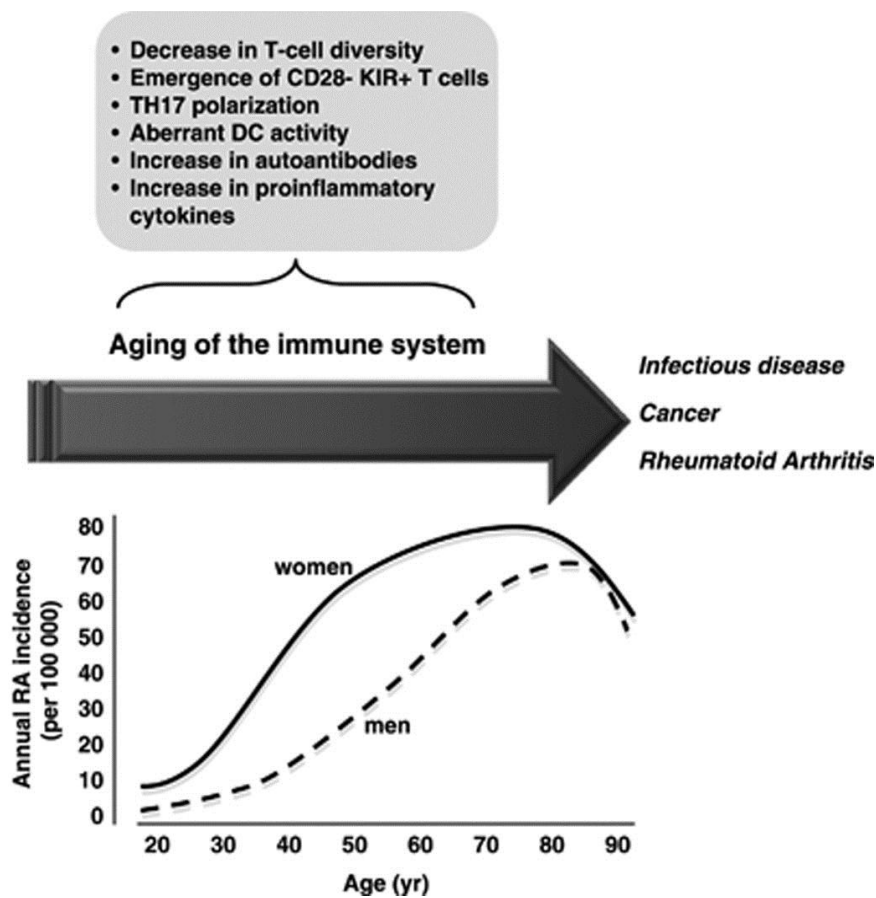 • Decrease in T-cell diversity
• Emergence of CD28- KIR+ T cells
• TH17 polarization
• Aberrant DC activity
• Increase in autoantibodies
• Increase in proinflammatory
cytokines
Aging of the immune system
Infectious disease
Cancer
Rheumatoid Arthritis
Annual RA incidence
(per 100 000)
80
70
60
50
40
30
20
10
0
women
men
20 30 40 50 60 70 80 90
Age (yr)